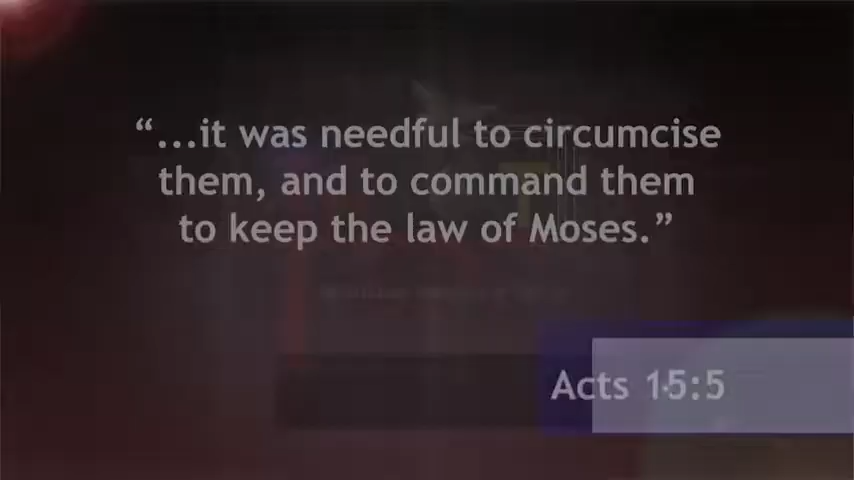 “...it was needful to circumcise
them, and to command them
to keep the law of Moses.”
Acts 15:5